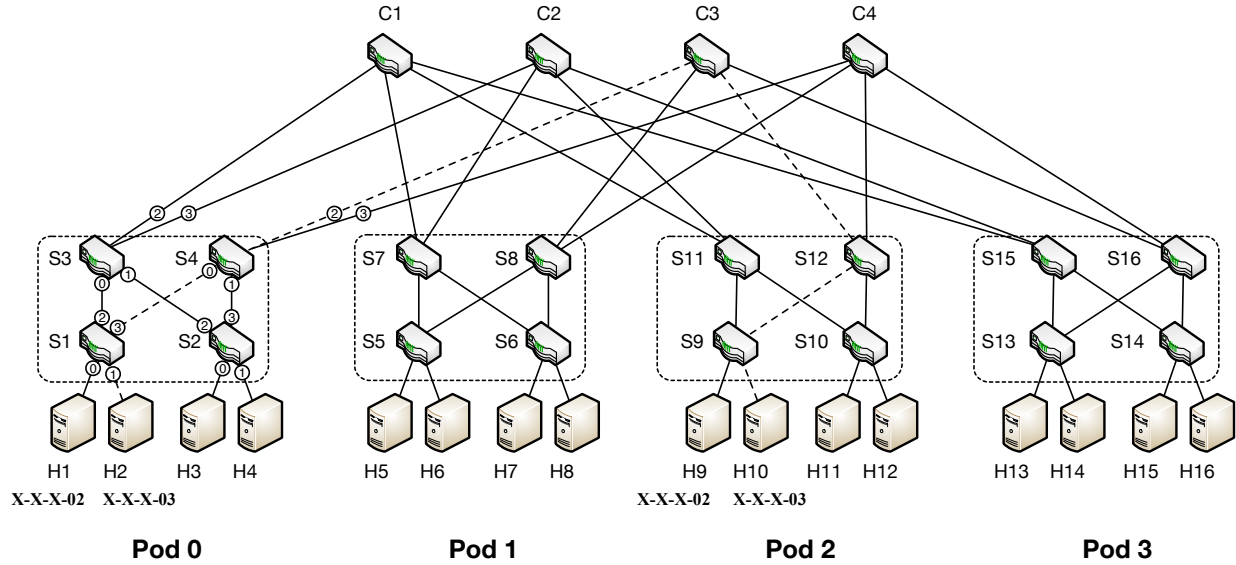 C1 C2 C3 C4
2 3 2 3
S3 S4 S7 S8 S11 S12 S15 S16
0 1 0 1
2 3 2 3
S1 S2 S5 S6 S9 S10 S13 S14
0 1 0 1
H1 H2 H3 H4 H5 H6 H7 H8 H9 H10 H11 H12 H13 H14 H15 H16
X-X-X-02 X-X-X-03 X-X-X-02 X-X-X-03
Pod 0 Pod 1 Pod 2 Pod 3